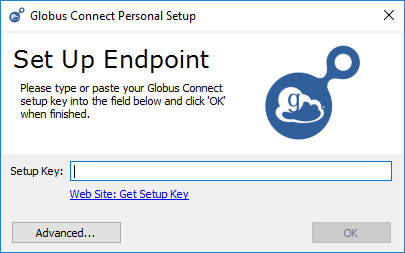 Globus Connect Personal Setup
Set Up Endpoint
Please type or paste your Globus Connect
setup key into the field below and click 'OK'
when finished.
g
Setup Key:
Web Site: Get Setup Key
Advanced...
OK